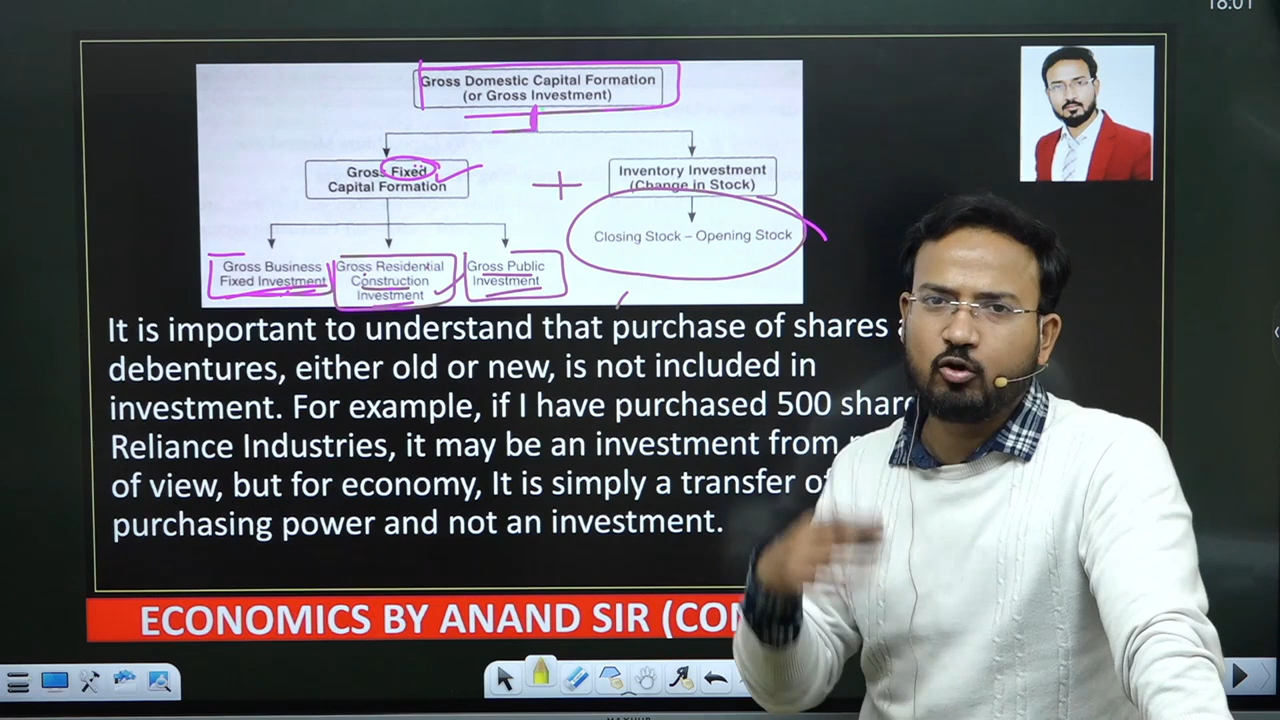 18:01
Gross Domestic Capital Formation
(or Gross Investment)
Gross Fixed
Capital Formation
Inventory Investment
(Change in Stock)
Closing Stock – Opening Stock
Gross Business
Fixed Investment
Gross Residential
Construction
Investment
Gross Public
Investment
It is important to understand that purchase of shares
debentures, either old or new, is not included in
investment. For example, if I have purchased 500
Reliance Industries, it may be an investment from
of view, but for economy, It is simply a transfer
purchasing power and not an investment.
ECONOMICS BY ANAND SIR